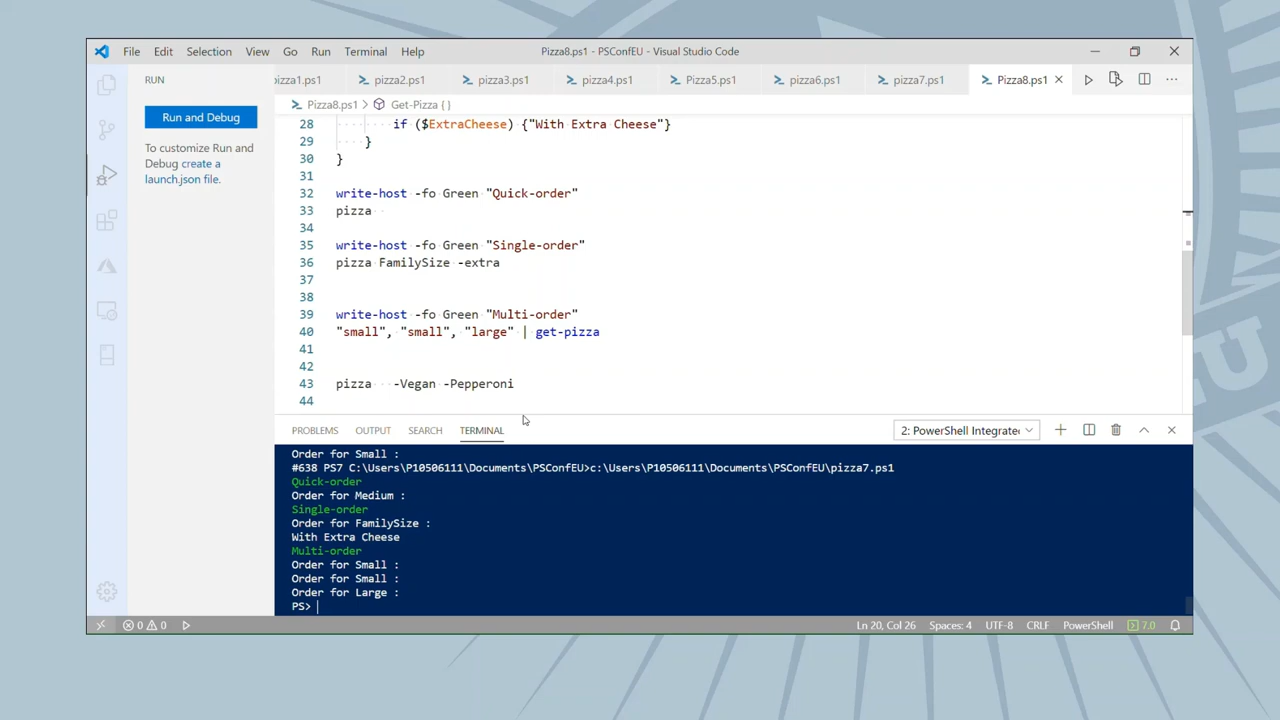 File Edit Selection View Go Run Terminal Help Pizza8.ps1 - PSConfEU - Visual Studio Code
RUN
pizza1.ps1 pizza2.ps1 pizza3.ps1 pizza4.ps1 Pizza5.ps1 pizza6.ps1 pizza7.ps1 Pizza8.ps1
Run and Debug
To customize Run and
Debug create a
launch.json file.
Pizza8.ps1 > Get-Pizza { }
28 if ($ExtraCheese) {"With Extra Cheese"}
29 }
30 }
31
32 write-host -fo Green "Quick-order"
33 pizza
34
35 write-host -fo Green "Single-order"
36 pizza FamilySize -extra
37
38
39 write-host -fo Green "Multi-order"
40 "small", "small", "large" | get-pizza
41
42
43 pizza -Vegan -Pepperoni
44
PROBLEMS OUTPUT SEARCH TERMINAL 2: PowerShell Integrate
Order for Small :
#638 PS7 C:\Users\P10506111\Documents\PSConfEU>c:\Users\P10506111\Documents\PSConfEU\pizza7.ps1
Quick-order
Order for Medium :
Single-order
Order for FamilySize :
With Extra Cheese
Multi-order
Order for Small :
Order for Small :
Order for Large :
PS>
0 0 Ln 20, Col 26 Spaces: 4 UTF-8 CRLF PowerShell 7.0